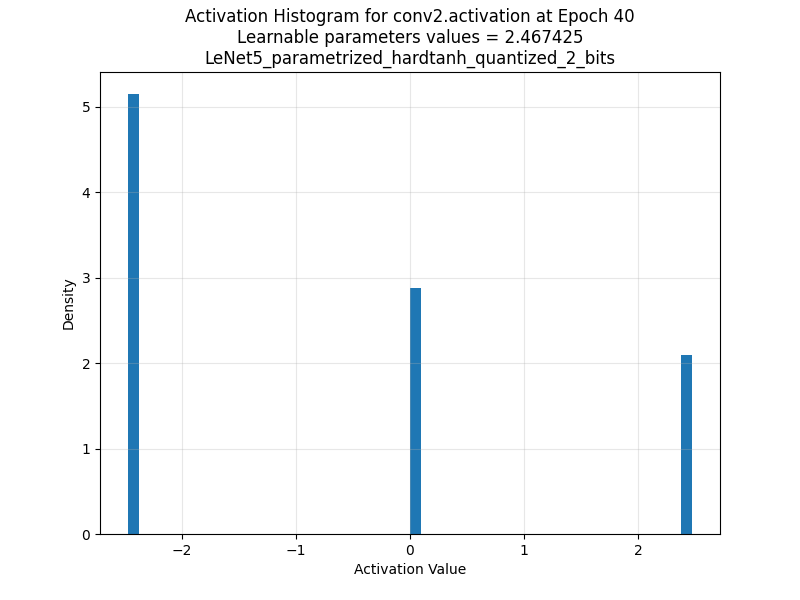 Activation Histogram for conv2.activation at Epoch 40
Learnable parameters values = 2.467425
LeNet5_parametrized_hardtanh_quantized_2_bits
5
4
3
2
1
0
Density
−2
−1
0
1
2
Activation Value